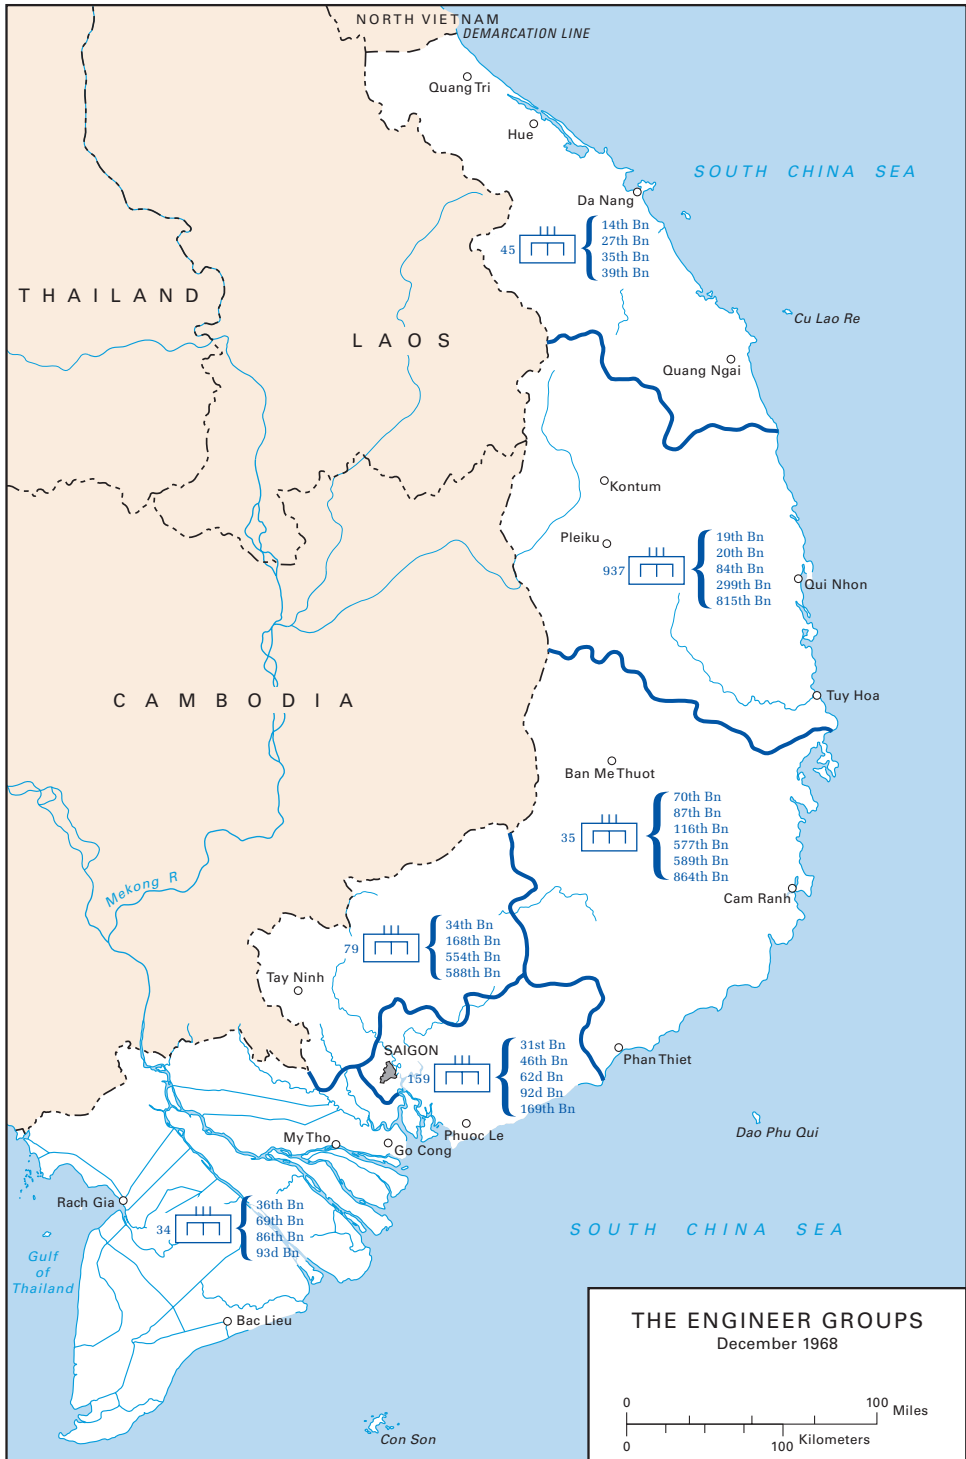 NORTH VIETNAM
DEMARCATION LINE
Quang Tri
Hue
SOUTH CHINA SEA
Da Nang
45
14th Bn
27th Bn
35th Bn
39th Bn
THAILAND
LAOS
Cu Lao Re
Quang Ngai
Kontum
Pleiku
937
19th Bn
20th Bn
84th Bn
299th Bn
815th Bn
Qui Nhon
CAMBODIA
Tuy Hoa
Ban Me Thuot
35
70th Bn
87th Bn
116th Bn
577th Bn
589th Bn
864th Bn
Mekong R
Cam Ranh
79
34th Bn
168th Bn
554th Bn
588th Bn
Tay Ninh
SAIGON
159
31st Bn
46th Bn
62d Bn
92d Bn
169th Bn
Phan Thiet
My Tho
Go Cong
Phuoc Le
Dao Phu Qui
Rach Gia
34
36th Bn
69th Bn
86th Bn
93d Bn
SOUTH CHINA SEA
Gulf
of
Thailand
Bac Lieu
Con Son
THE ENGINEER GROUPS
December 1968
0 100 Miles
0 100 Kilometers